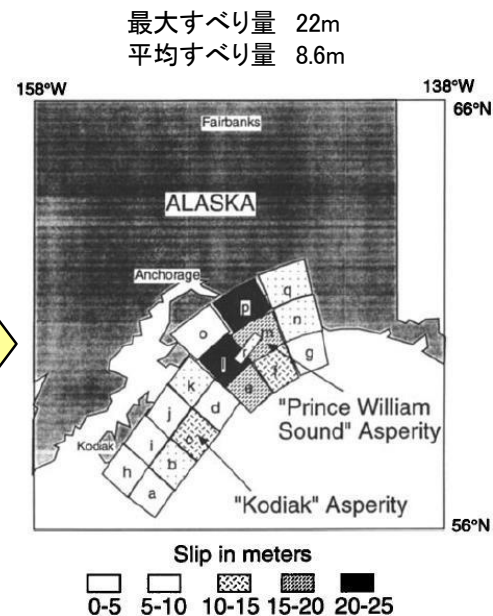 最大すべり量 22m
平均すべり量 8.6m
158°W
138°W
66°N
Fairbanks
ALASKA
Anchorage
p
q
o
m
n
r
g
l
f
k
e
j
d
"Prince William
Sound" Asperity
Kodiak
i
c
h
b
a
"Kodiak" Asperity
56°N
Slip in meters
0-5 5-10 10-15 15-20 20-25